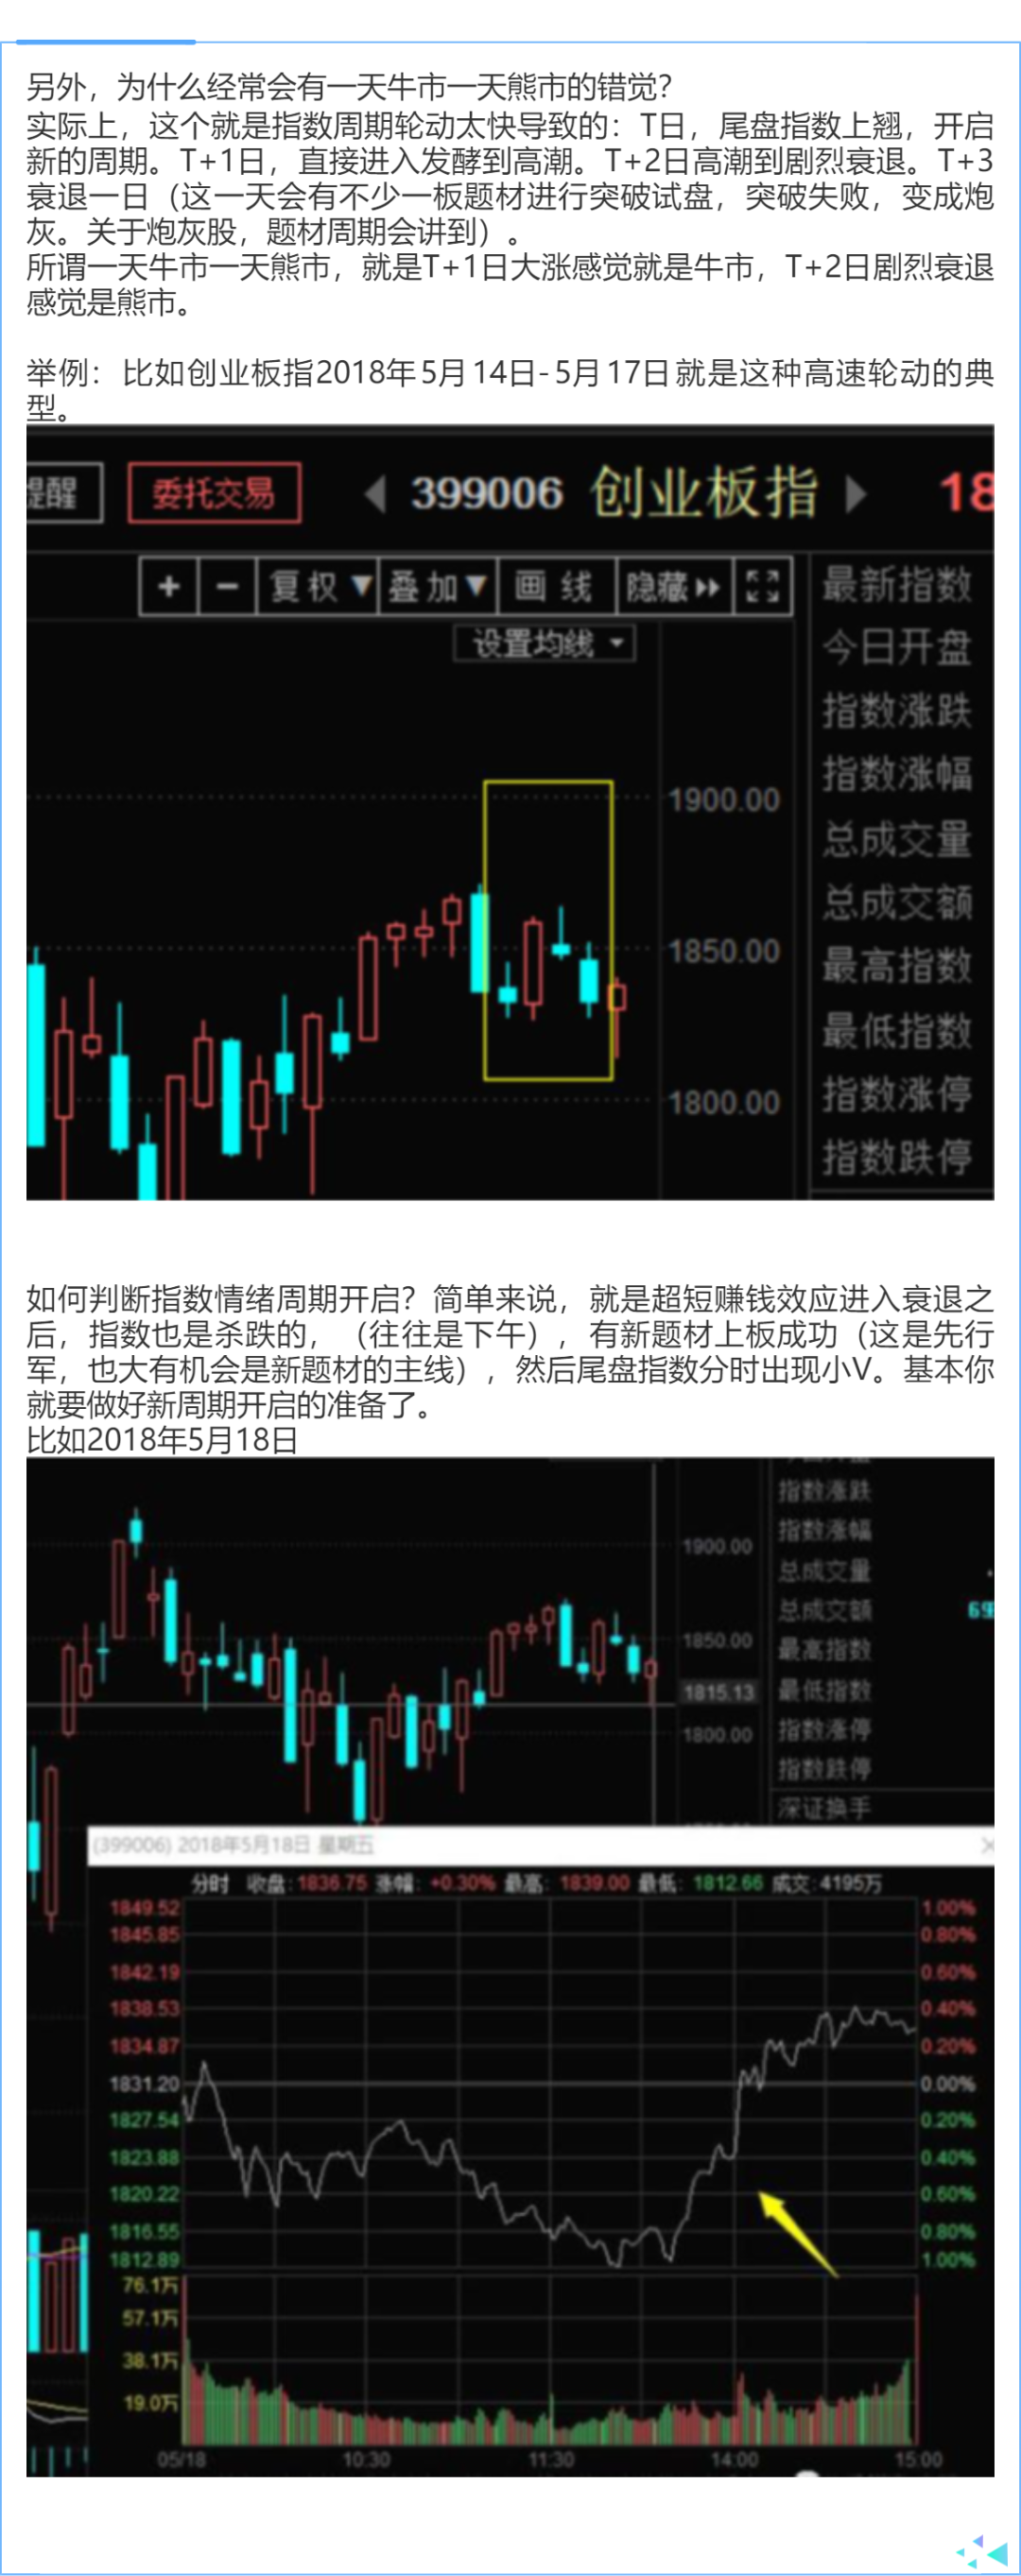 另外，为什么经常会有一天牛市一天熊市的错觉？
实际上，这个就是指数周期轮动太快导致的：T日，尾盘指数上翘，开启
新的周期。T+1日，直接进入发酵到高潮。T+2日高潮到剧烈衰退。T+3
衰退一日（这一天会有不少一板题材进行突破试盘，突破失败，变成炮
灰。关于炮灰股，题材周期会讲到）。
所谓一天牛市一天熊市，就是T+1日大涨感觉就是牛市，T+2日剧烈衰退
感觉是熊市。
举例：比如创业板指2018年5月14日-5月17日就是这种高速轮动的典
型。
提醒 委托交易 399006 创业板指 18
+ − 复权 叠加 画线 隐藏 最新指数
设置均线 今日开盘
指数涨跌
指数涨幅
1900.00
总成交量
总成交额
1850.00
最高指数
最低指数
1800.00
指数涨停
指数跌停
如何判断指数情绪周期开启？简单来说，就是超短赚钱效应进入衰退之
后，指数也是杀跌的，（往往是下午），有新题材上板成功（这是先行
军，也大有机会是新题材的主线），然后尾盘指数分时出现小V。基本你
就要做好新周期开启的准备了。
比如2018年5月18日
指数涨跌
指数涨幅
1900.00
总成交量
总成交额 69
1850.00
最高指数
1815.13 最低指数
1800.00 指数涨停
指数跌停
深证换手
(399006) 2018年5月18日 星期五
分时 收盘:1836.75 涨幅: +0.30% 最高: 1839.00 最低: 1812.66 成交:4195万
1849.52 1.00%
1845.85 0.80%
1842.19 0.60%
1838.53 0.40%
1834.87 0.20%
1831.20 0.00%
1827.54 0.20%
1823.88 0.40%
1820.22 0.60%
1816.55 0.80%
1812.89 1.00%
76.1万
57.1万
38.1万
19.0万
05/18 10:30 11:30 14:00 15:00